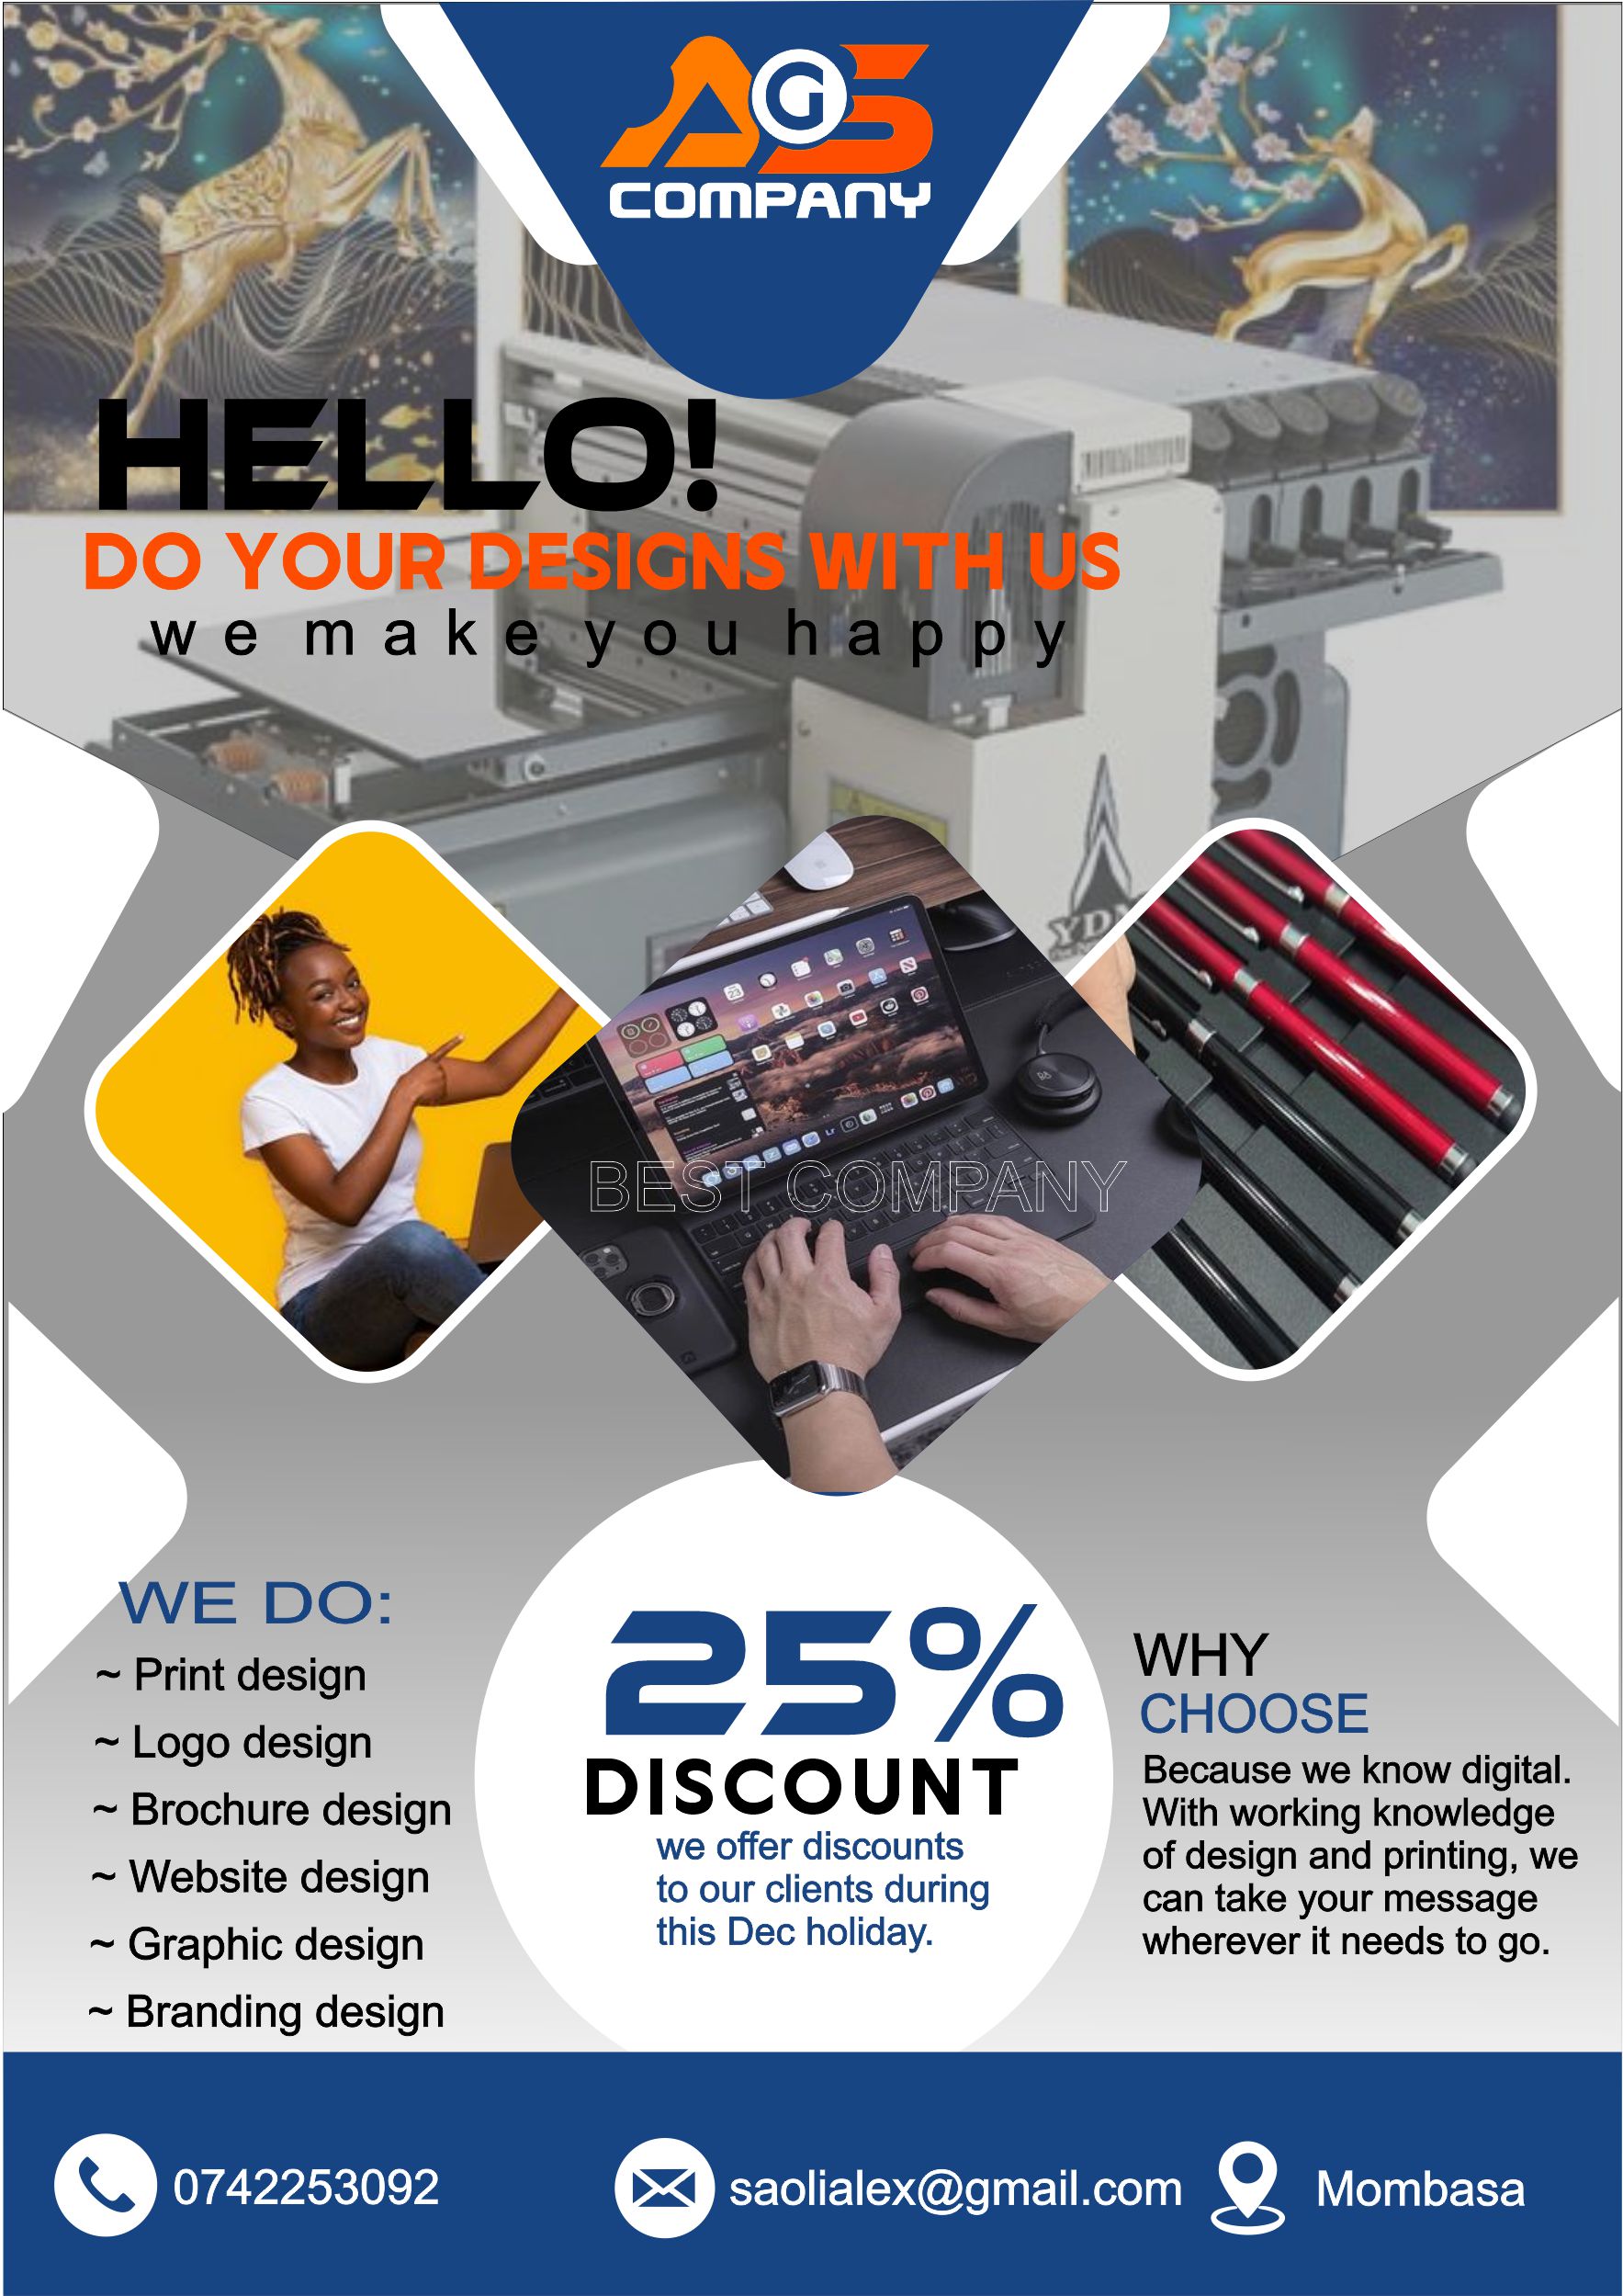 AGS
COMPANY
HELLO!
DO YOUR DESIGNS WITH US
we make you happy
YDM
BEST COMPANY
WE DO:
~ Print design
~ Logo design
~ Brochure design
~ Website design
~ Graphic design
~ Branding design
25%
DISCOUNT
we offer discounts
to our clients during
this Dec holiday.
WHY
CHOOSE
Because we know digital.
With working knowledge
of design and printing, we
can take your message
wherever it needs to go.
0742253092
saolialex@gmail.com
Mombasa